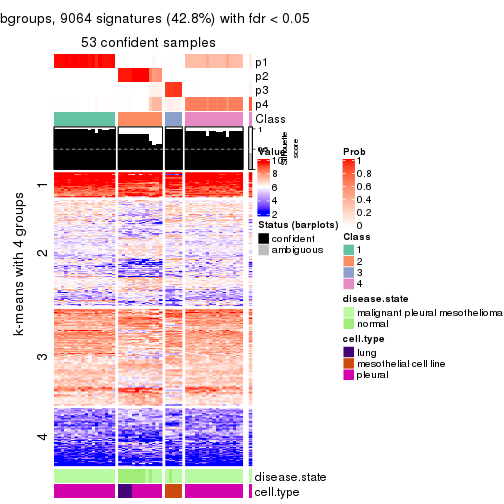 bgroups, 9064 signatures (42.8%) with fdr < 0.05
53 confident samples
p1
p2
p3
p4
Class
1
Silhouette
score
k-means with 4 groups
1
2
3
4
disease.state
cell.type
Value
10
8
6
4
2
Status (barplots)
confident
ambiguous
Prob
1
0.8
0.6
0.4
0.2
0
Class
1
2
3
4
disease.state
malignant pleural mesothelioma
normal
cell.type
lung
mesothelial cell line
pleural